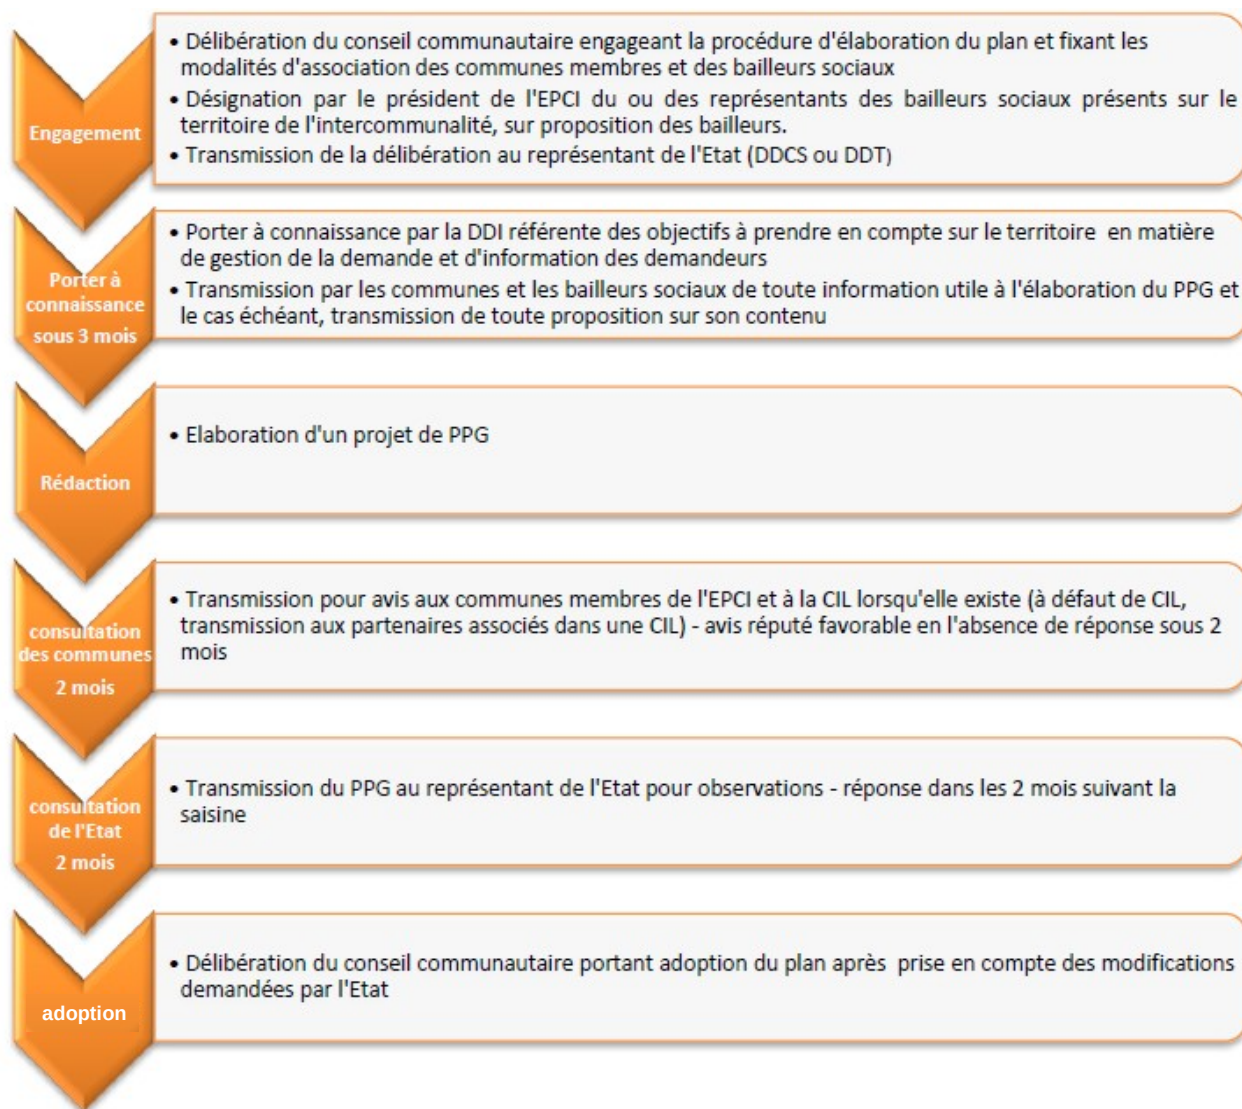 Engagement
• Délibération du conseil communautaire engageant la procédure d'élaboration du plan et fixant les
modalités d'association des communes membres et des bailleurs sociaux
• Désignation par le président de l'EPCI du ou des représentants des bailleurs sociaux présents sur le
territoire de l'intercommunalité, sur proposition des bailleurs.
• Transmission de la délibération au représentant de l'Etat (DDCS ou DDT)
Porter à
connaissance
sous 3 mois
• Porter à connaissance par la DDI référente des objectifs à prendre en compte sur le territoire en matière
de gestion de la demande et d'information des demandeurs
• Transmission par les communes et les bailleurs sociaux de toute information utile à l'élaboration du PPG et
le cas échéant, transmission de toute proposition sur son contenu
Rédaction
• Elaboration d'un projet de PPG
consultation
des communes
2 mois
• Transmission pour avis aux communes membres de l'EPCI et à la CIL lorsqu'elle existe (à défaut de CIL,
transmission aux partenaires associés dans une CIL) - avis réputé favorable en l'absence de réponse sous 2
mois
consultation
de l'Etat
2 mois
• Transmission du PPG au représentant de l'Etat pour observations - réponse dans les 2 mois suivant la
saisine
adoption
• Délibération du conseil communautaire portant adoption du plan après prise en compte des modifications
demandées par l'Etat